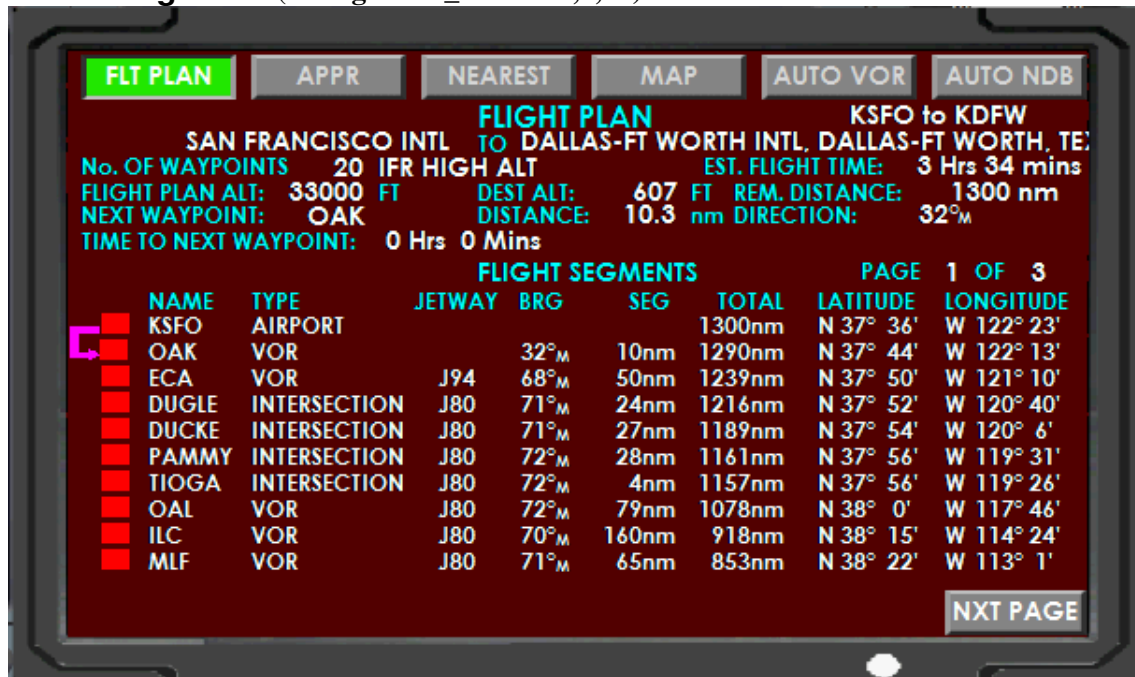 FLT PLAN APPR NEAREST MAP AUTO VOR AUTO NDB
FLIGHT PLAN KSFO to KDFW
SAN FRANCISCO INTL TO DALLAS-FT WORTH INTL, DALLAS-FT WORTH, TE
No. OF WAYPOINTS 20 IFR HIGH ALT EST. FLIGHT TIME: 3 Hrs 34 mins
FLIGHT PLAN ALT: 33000 FT DEST ALT: 607 FT REM. DISTANCE: 1300 nm
NEXT WAYPOINT: OAK DISTANCE: 10.3 nm DIRECTION: 32°M
TIME TO NEXT WAYPOINT: 0 Hrs 0 Mins
FLIGHT SEGMENTS PAGE 1 OF 3
NAME TYPE JETWAY BRG SEG TOTAL LATITUDE LONGITUDE
KSFO AIRPORT 1300nm N 37° 36' W 122° 23'
OAK VOR 32°M 10nm 1290nm N 37° 44' W 122° 13'
ECA VOR J94 68°M 50nm 1239nm N 37° 50' W 121° 10'
DUGLE INTERSECTION J80 71°M 24nm 1216nm N 37° 52' W 120° 40'
DUCKE INTERSECTION J80 71°M 27nm 1189nm N 37° 54' W 120° 6'
PAMMY INTERSECTION J80 72°M 28nm 1161nm N 37° 56' W 119° 31'
TIOGA INTERSECTION J80 72°M 4nm 1157nm N 37° 56' W 119° 26'
OAL VOR J80 72°M 79nm 1078nm N 38° 0' W 117° 46'
ILC VOR J80 70°M 160nm 918nm N 38° 15' W 114° 24'
MLF VOR J80 71°M 65nm 853nm N 38° 22' W 113° 1'
NXT PAGE